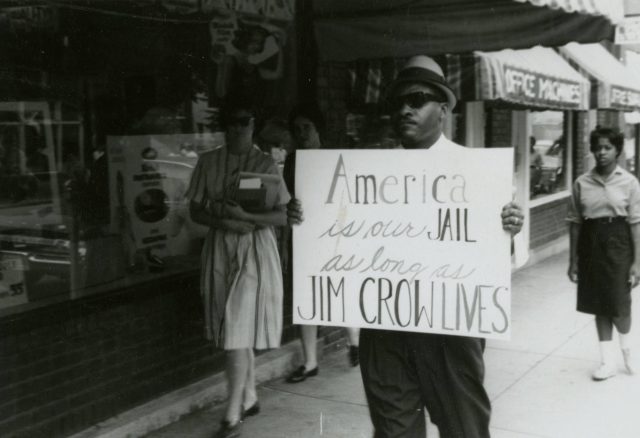 OFFICE MACHINES
America
is our JAIL
as long as
JIM CROW LIVES